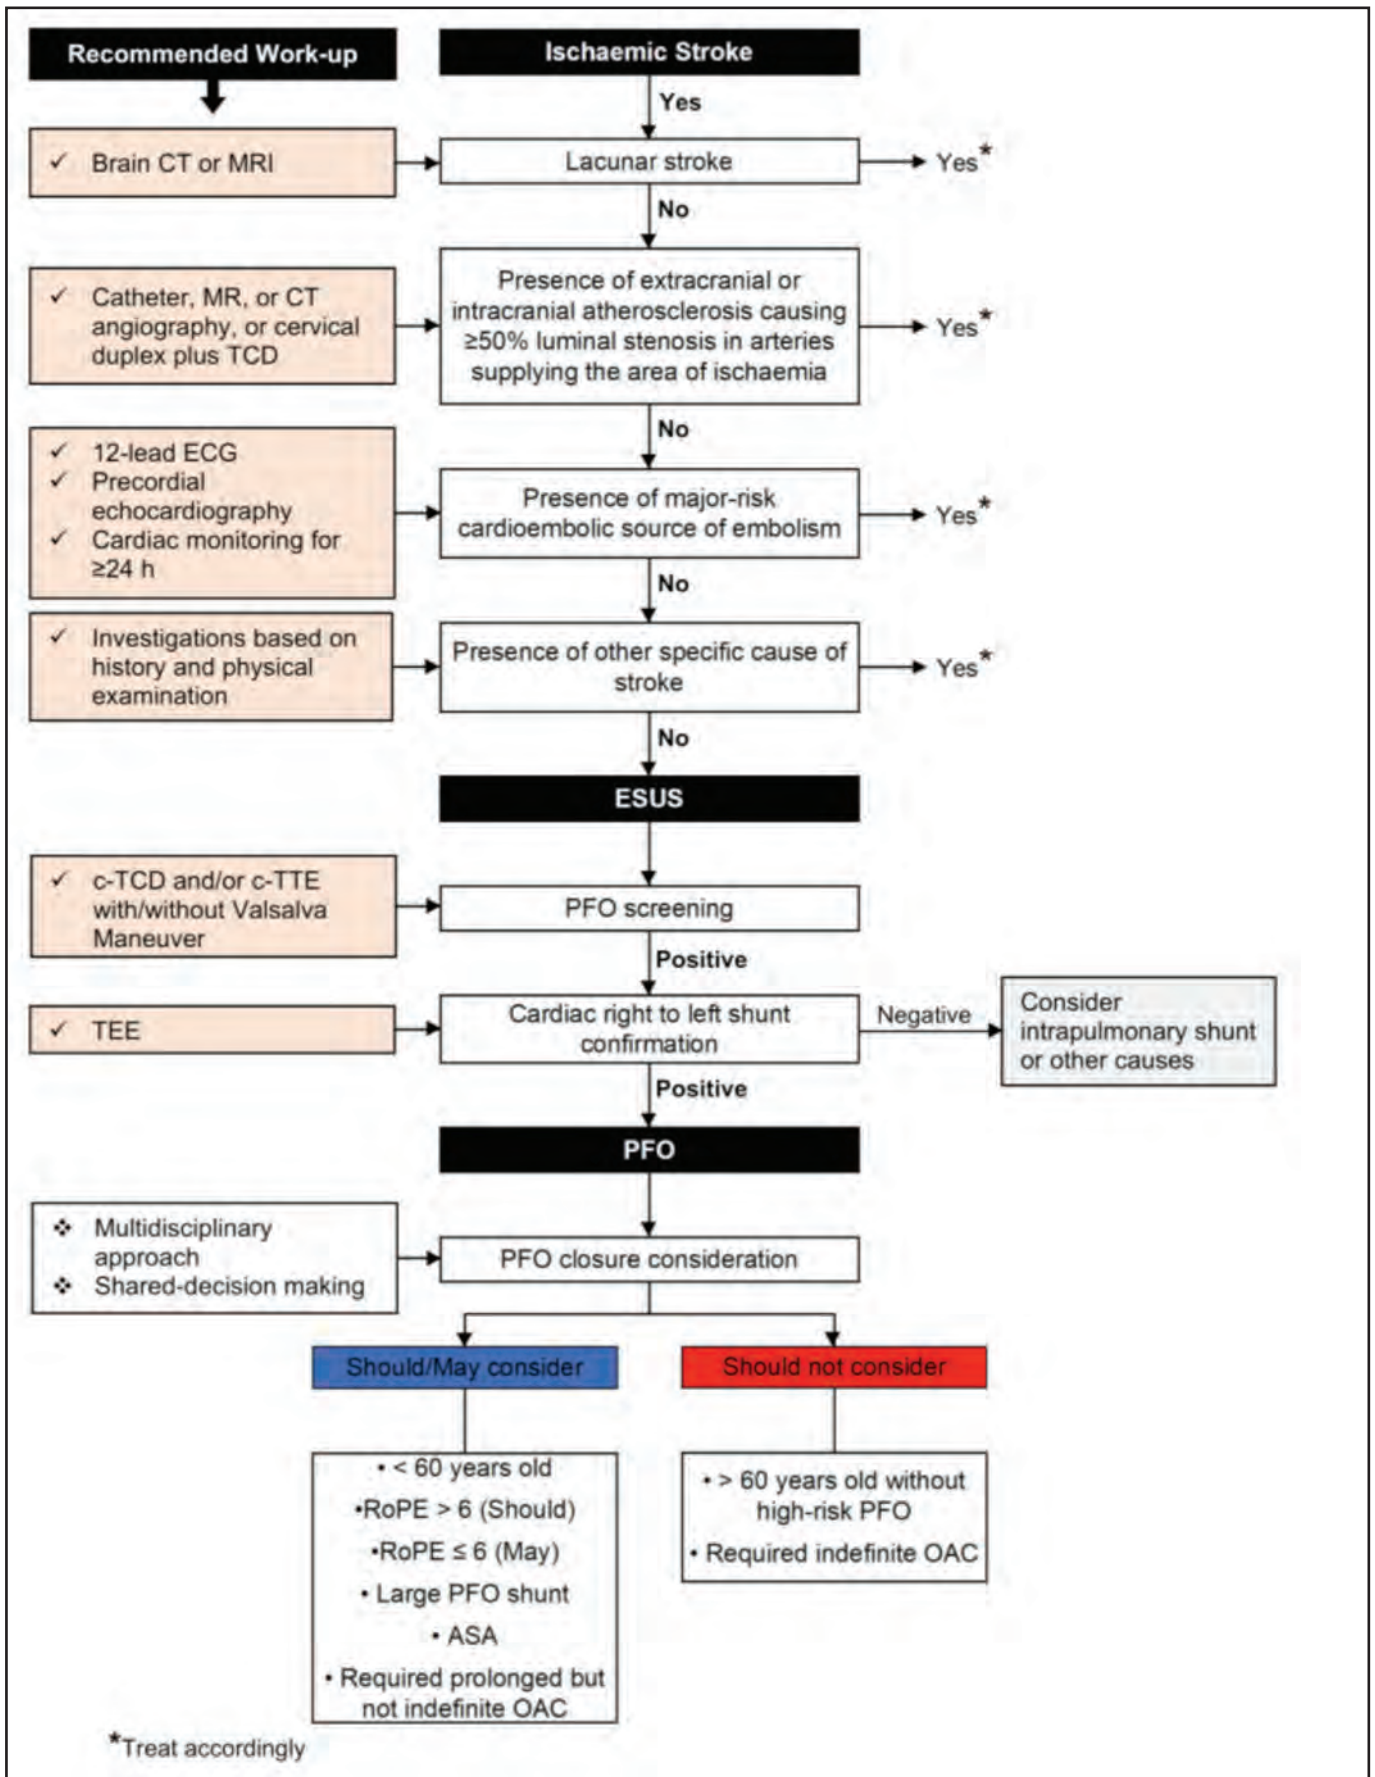 Recommended Work-up
Ischaemic Stroke
Yes
✓ Brain CT or MRI
Lacunar stroke
Yes*
No
✓ Catheter, MR, or CT
angiography, or cervical
duplex plus TCD
Presence of extracranial or
intracranial atherosclerosis causing
≥50% luminal stenosis in arteries
supplying the area of ischaemia
Yes*
No
✓ 12-lead ECG
✓ Precordial
echocardiography
✓ Cardiac monitoring for
≥24 h
Presence of major-risk
cardioembolic source of embolism
Yes*
No
✓ Investigations based on
history and physical
examination
Presence of other specific cause of
stroke
Yes*
No
ESUS
✓ c-TCD and/or c-TTE
with/without Valsalva
Maneuver
PFO screening
Positive
✓ TEE
Cardiac right to left shunt
confirmation
Negative
Consider
intrapulmonary shunt
or other causes
Positive
PFO
❖ Multidisciplinary
approach
❖ Shared-decision making
PFO closure consideration
Should/May consider
Should not consider
• < 60 years old
•RoPE > 6 (Should)
•RoPE ≤ 6 (May)
• Large PFO shunt
• ASA
• Required prolonged but
not indefinite OAC
• > 60 years old without
high-risk PFO
• Required indefinite OAC
*Treat accordingly